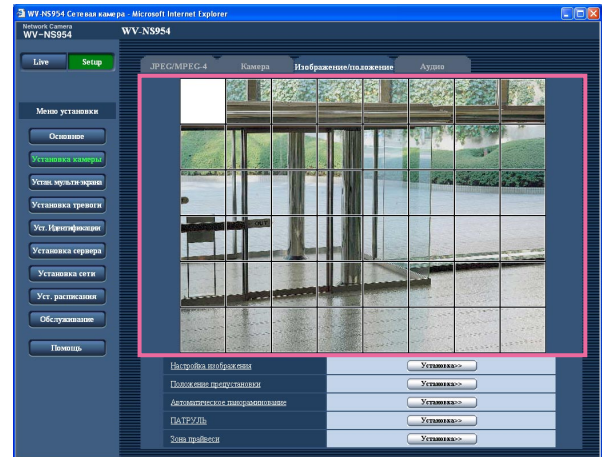 WV-NS954 Сетевая камера - Microsoft Internet Explorer
Network Camera
WV-NS954
WV-NS954
Live Setup
JPEG/MPEG-4 Камера Изображение/положение Аудио
Меню установки
Основное
Установка камеры
Устан. мульти-экрана
Установка тревоги
Уст. Идентификации
Установка сервера
Установка сети
Уст. расписания
Обслуживание
Помощь
OUT
Настройка изображения Установка>>
Положение предустановки Установка>>
Автоматическое панорамирование Установка>>
ПАТРУЛЬ Установка>>
Зона прайвеси Установка>>